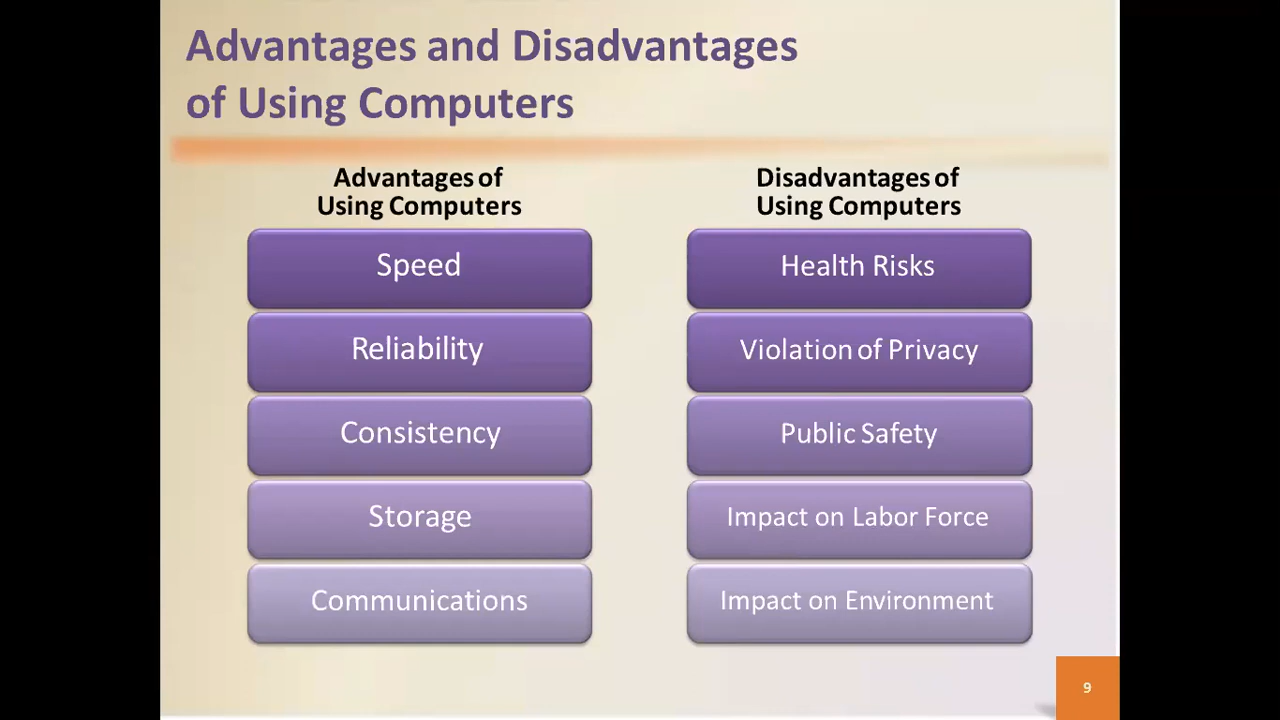 Advantages and Disadvantages
of Using Computers
Advantages of
Using Computers
Speed
Reliability
Consistency
Storage
Communications
Disadvantages of
Using Computers
Health Risks
Violation of Privacy
Public Safety
Impact on Labor Force
Impact on Environment
9